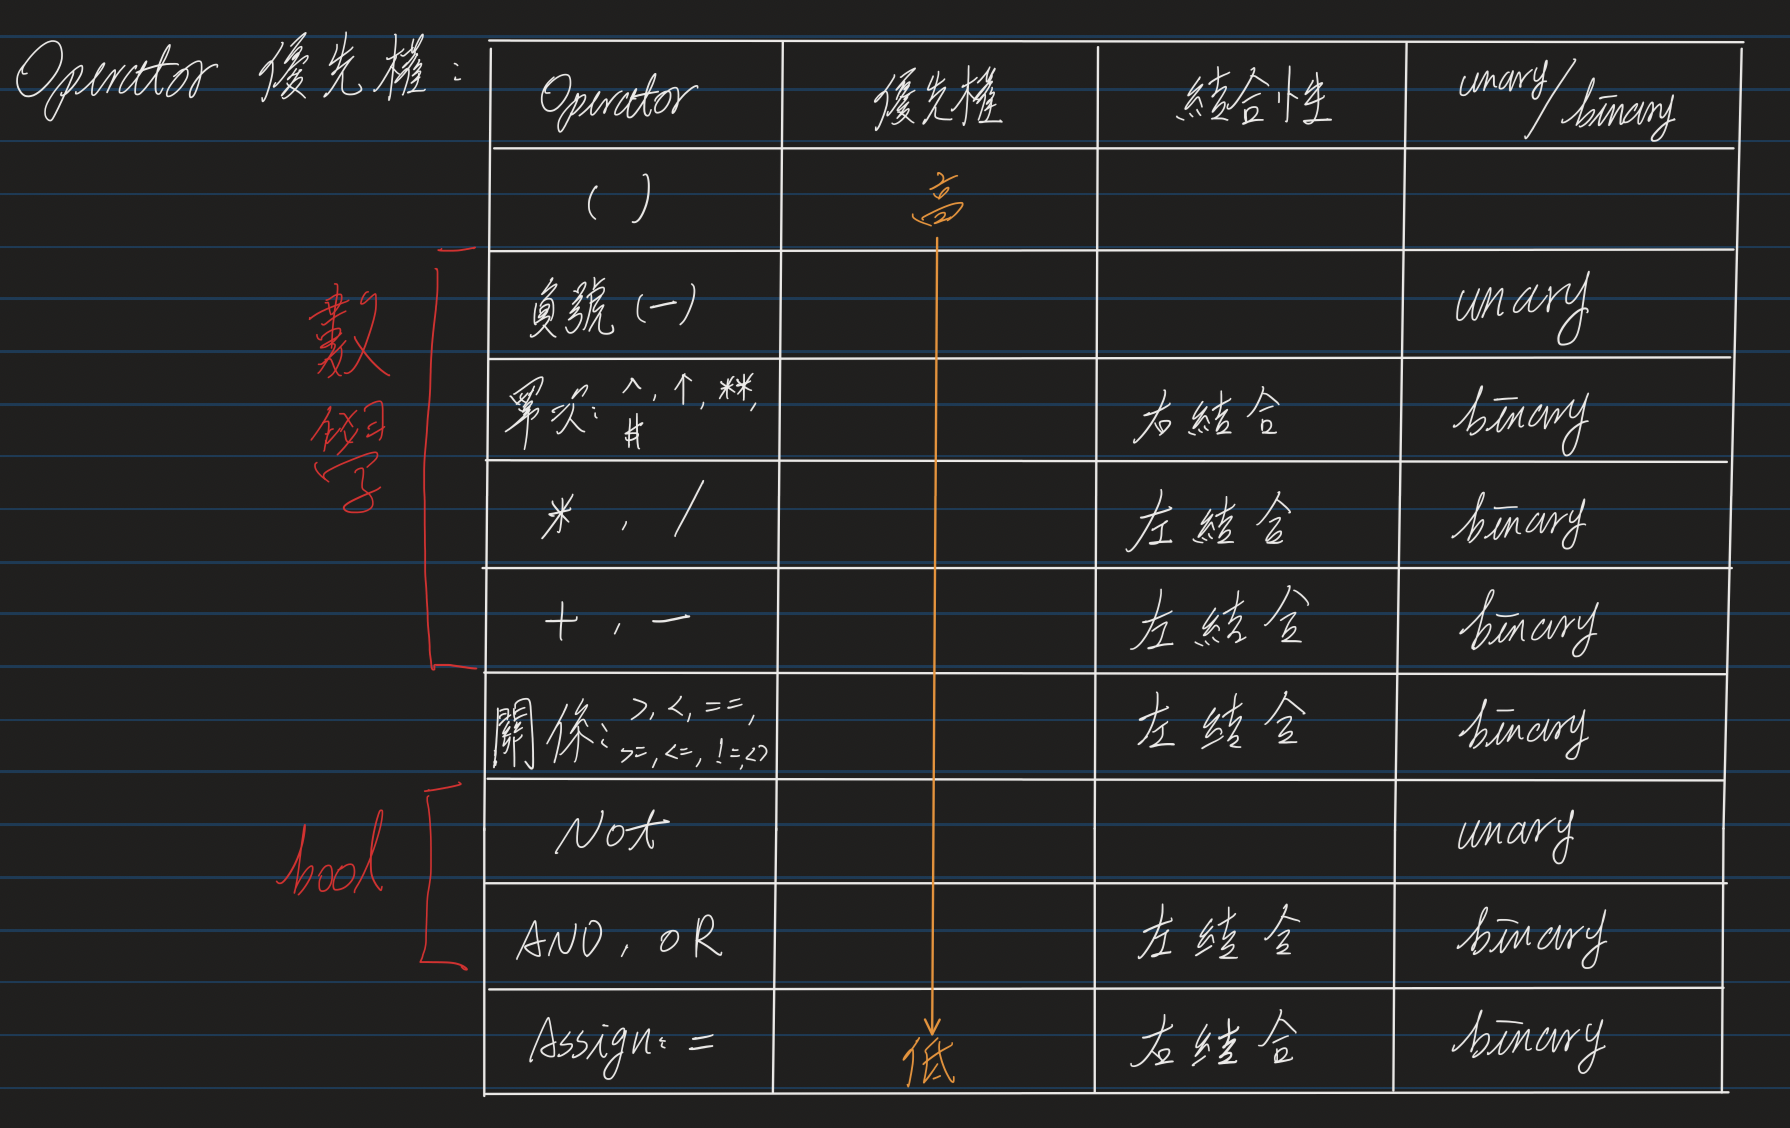 Operator 優先權:
Operator 優先權 結合性 unary/binary
( ) 高
數學
負號 (-) unary
冪次: ^, ↑, **, 右結合 binary
#
*, / 左結合 binary
+, - 左結合 binary
關係: >, <, ==, 左結合 binary
>=, <=, !=, <>
bool
Not unary
AND, OR 左結合 binary
Assign: = 低 右結合 binary